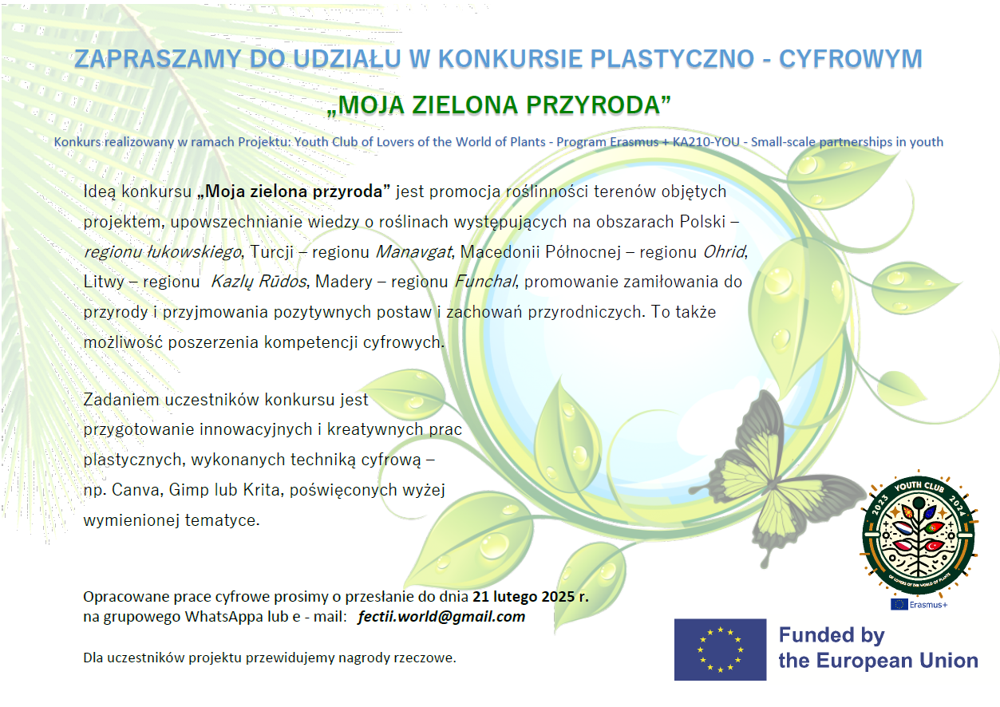 ZAPRASZAMY DO UDZIAŁU W KONKURSIE PLASTYCZNO - CYFROWYM
„MOJA ZIELONA PRZYRODA”
Konkurs realizowany w ramach Projektu: Youth Club of Lovers of the World of Plants - Program Erasmus + KA210-YOU - Small-scale partnerships in youth
Ideą konkursu „Moja zielona przyroda” jest promocja roślinności terenów objętych
projektem, upowszechnianie wiedzy o roślinach występujących na obszarach Polski –
regionu łukowskiego, Turcji – regionu Manavgat, Macedonii Północnej – regionu Ohrid,
Litwy – regionu Kazlų Rūdos, Madery – regionu Funchal, promowanie zamiłowania do
przyrody i przyjmowania pozytywnych postaw i zachowań przyrodniczych. To także
możliwość poszerzenia kompetencji cyfrowych.
Zadaniem uczestników konkursu jest
przygotowanie innowacyjnych i kreatywnych prac
plastycznych, wykonanych techniką cyfrową –
np. Canva, Gimp lub Krita, poświęconych wyżej
wymienionej tematyce.
Opracowane prace cyfrowe prosimy o przesłanie do dnia 21 lutego 2025 r.
na grupowego WhatsAppa lub e - mail: fectii.world@gmail.com
Dla uczestników projektu przewidujemy nagrody rzeczowe.
2023 YOUTH CLUB 2024
OF LOVERS OF THE WORLD OF PLANTS
Erasmus+
Funded by
the European Union